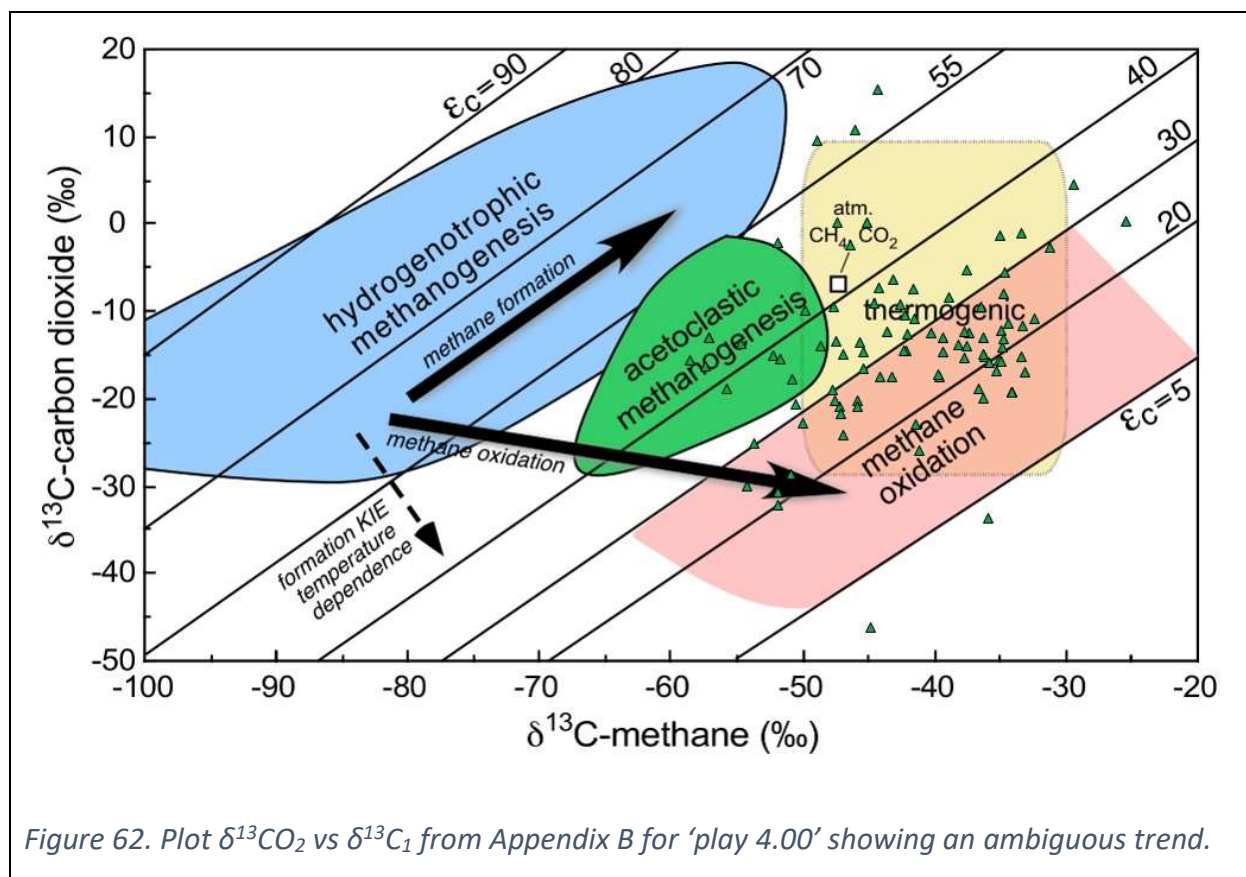 20
10
0
-10
-20
-30
-40
-50
δ13C-carbon dioxide (‰)
εc=90
80
70
55
40
30
20
εc=5
hydrogenotrophic
methanogenesis
methane formation
acetoclastic
methanogenesis
atm.
CH4 CO2
thermogenic
methane
oxidation
methane oxidation
formation KIE
temperature
dependence
-100
-90
-80
-70
-60
-50
-40
-30
-20
δ13C-methane (‰)
Figure 62. Plot δ13CO2 vs δ13C1 from Appendix B for ‘play 4.00’ showing an ambiguous trend.